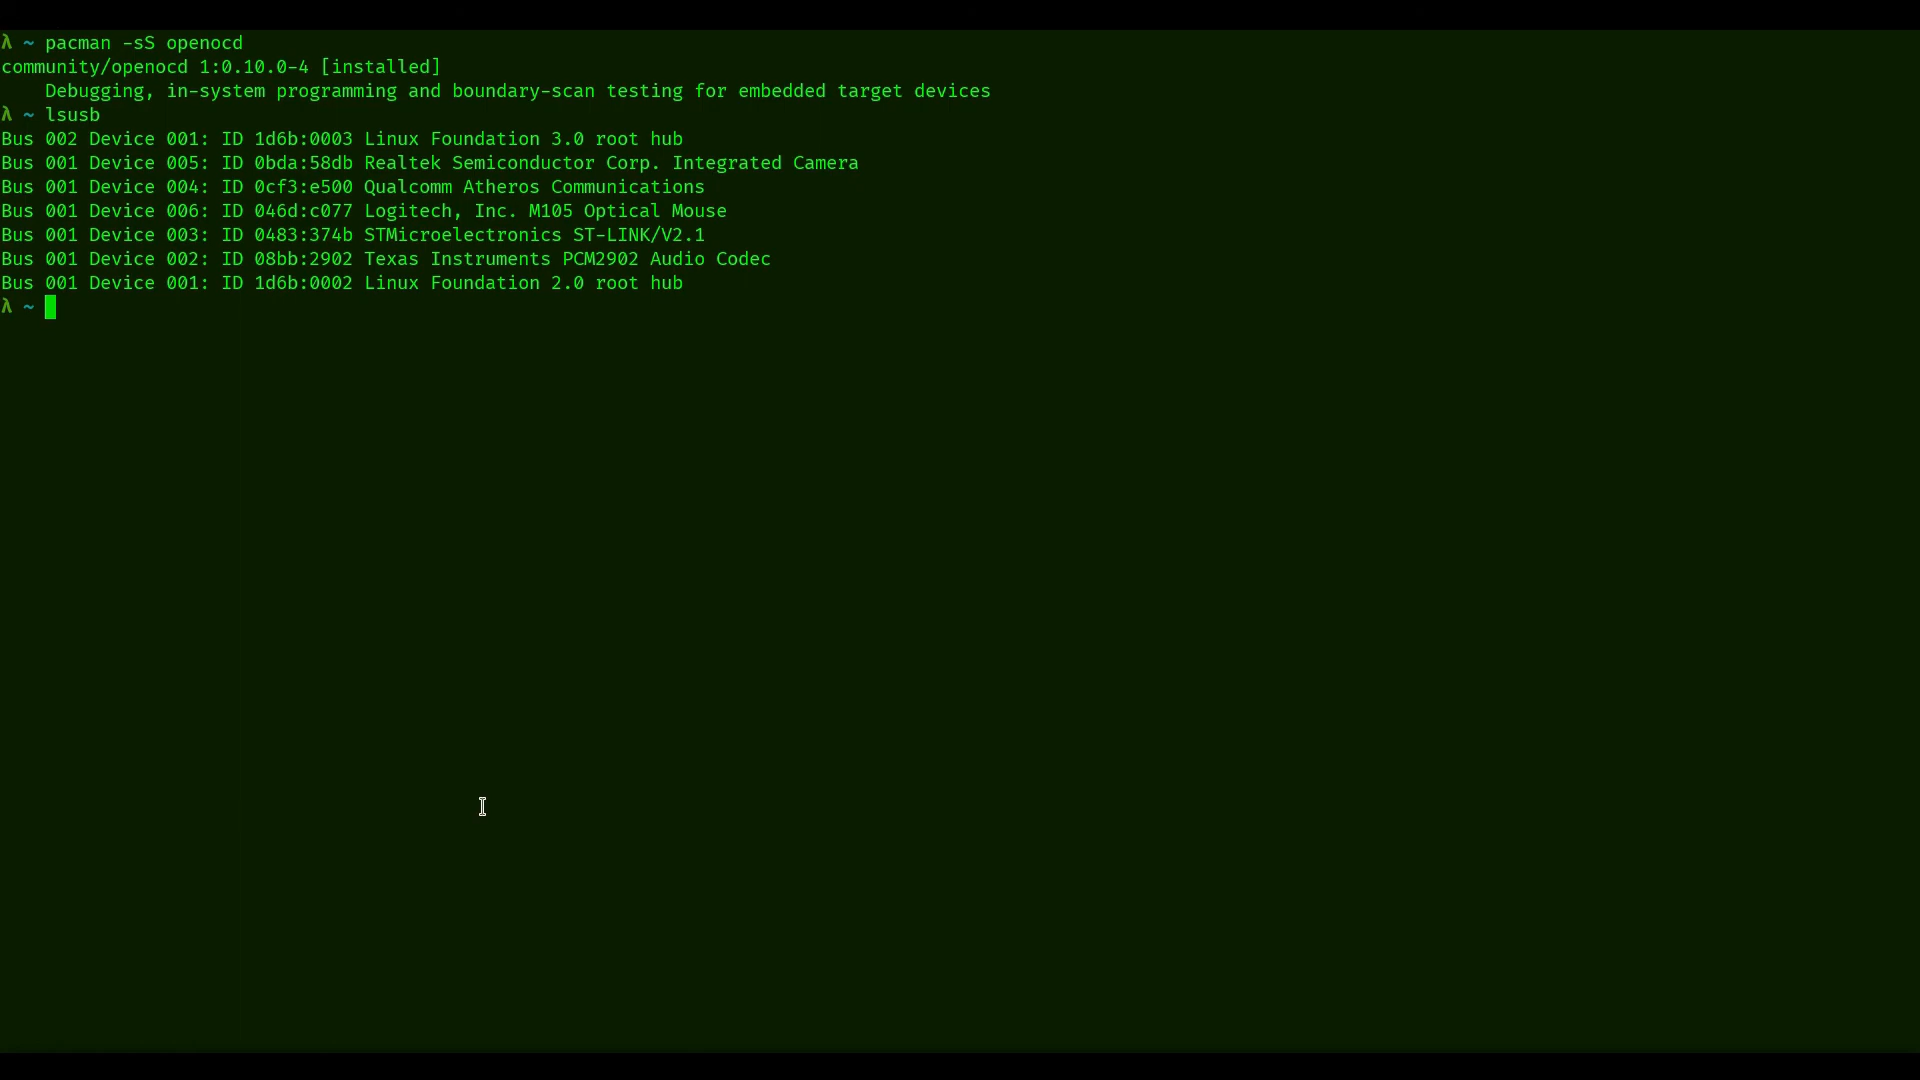 λ ~ pacman -sS openocd
community/openocd 1:0.10.0-4 [installed]
    Debugging, in-system programming and boundary-scan testing for embedded target devices
λ ~ lsusb
Bus 002 Device 001: ID 1d6b:0003 Linux Foundation 3.0 root hub
Bus 001 Device 005: ID 0bda:58db Realtek Semiconductor Corp. Integrated Camera
Bus 001 Device 004: ID 0cf3:e500 Qualcomm Atheros Communications
Bus 001 Device 006: ID 046d:c077 Logitech, Inc. M105 Optical Mouse
Bus 001 Device 003: ID 0483:374b STMicroelectronics ST-LINK/V2.1
Bus 001 Device 002: ID 08bb:2902 Texas Instruments PCM2902 Audio Codec
Bus 001 Device 001: ID 1d6b:0002 Linux Foundation 2.0 root hub
λ ~